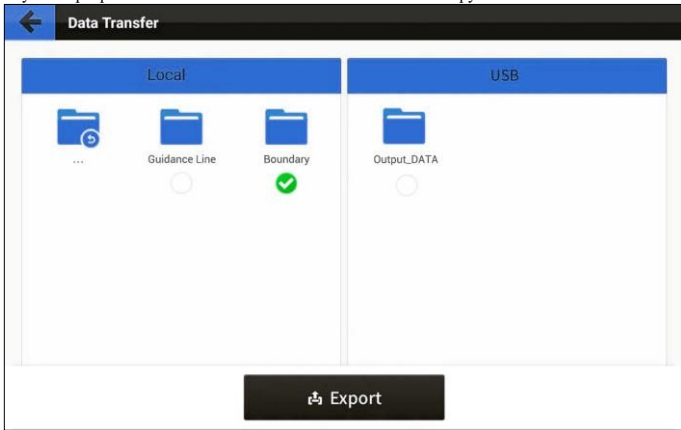 Data Transfer
Local
USB
...
Guidance Line
Boundary
Output_DATA
Export